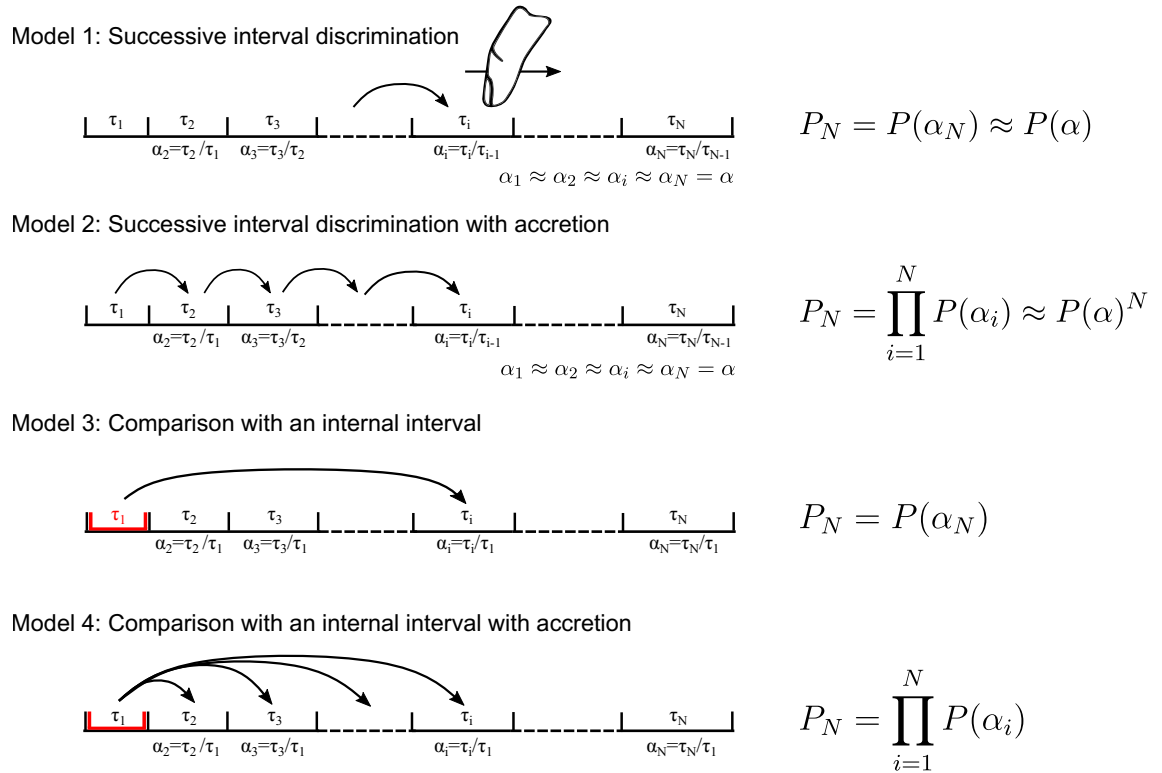 Model 1: Successive interval discrimination
τ1 τ2 τ3 τi τN
α2=τ2/τ1 α3=τ3/τ2 αi=τi/τi-1 αN=τN/τN-1
α1 ≈ α2 ≈ αi ≈ αN = α
PN = P(αN) ≈ P(α)
Model 2: Successive interval discrimination with accretion
τ1 τ2 τ3 τi τN
α2=τ2/τ1 α3=τ3/τ2 αi=τi/τi-1 αN=τN/τN-1
α1 ≈ α2 ≈ αi ≈ αN = α
PN = ∏_{i=1}^{N} P(αi) ≈ P(α)^N
Model 3: Comparison with an internal interval
τ1 τ2 τ3 τi τN
α2=τ2/τ1 α3=τ3/τ1 αi=τi/τ1 αN=τN/τ1
PN = P(αN)
Model 4: Comparison with an internal interval with accretion
τ1 τ2 τ3 τi τN
α2=τ2/τ1 α3=τ3/τ1 αi=τi/τ1 αN=τN/τ1
PN = ∏_{i=1}^{N} P(αi)